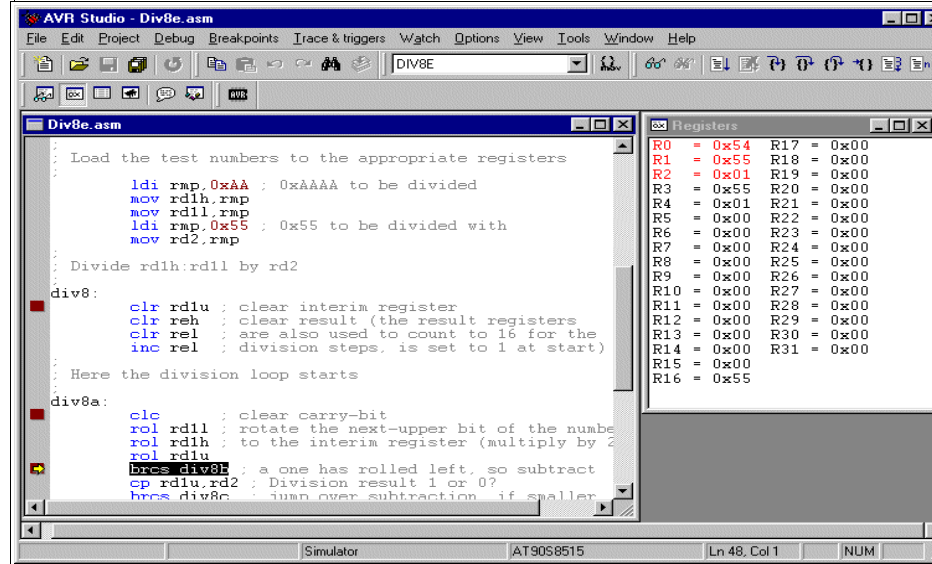 AVR Studio - Div8e.asm
File Edit Project Debug Breakpoints Trace & triggers Watch Options View Tools Window Help
DIV8E
AVR
Div8e.asm
;
; Load the test numbers to the appropriate registers
;
ldi rmp,0xAA ; 0xAAAA to be divided
mov rd1h,rmp
mov rd1l,rmp
ldi rmp,0x55 ; 0x55 to be divided with
mov rd2,rmp
;
; Divide rd1h:rd1l by rd2
;
div8:
clr rd1u ; clear interim register
clr reh ; clear result (the result registers
clr rel ; are also used to count to 16 for the
inc rel ; division steps, is set to 1 at start)
;
; Here the division loop starts
;
div8a:
clc ; clear carry-bit
rol rd1l ; rotate the next-upper bit of the numbe
rol rd1h ; to the interim register (multiply by 2
rol rd1u
brcs div8b ; a one has rolled left, so subtract
cp rd1u,rd2 ; Division result 1 or 0?
brcs div8c ; jump over subtraction, if smaller
Registers
R0 = 0x54 R17 = 0x00
R1 = 0x55 R18 = 0x00
R2 = 0x01 R19 = 0x00
R3 = 0x55 R20 = 0x00
R4 = 0x01 R21 = 0x00
R5 = 0x00 R22 = 0x00
R6 = 0x00 R23 = 0x00
R7 = 0x00 R24 = 0x00
R8 = 0x00 R25 = 0x00
R9 = 0x00 R26 = 0x00
R10 = 0x00 R27 = 0x00
R11 = 0x00 R28 = 0x00
R12 = 0x00 R29 = 0x00
R13 = 0x00 R30 = 0x00
R14 = 0x00 R31 = 0x00
R15 = 0x00
R16 = 0x55
Simulator AT90S8515 Ln 48, Col 1 NUM